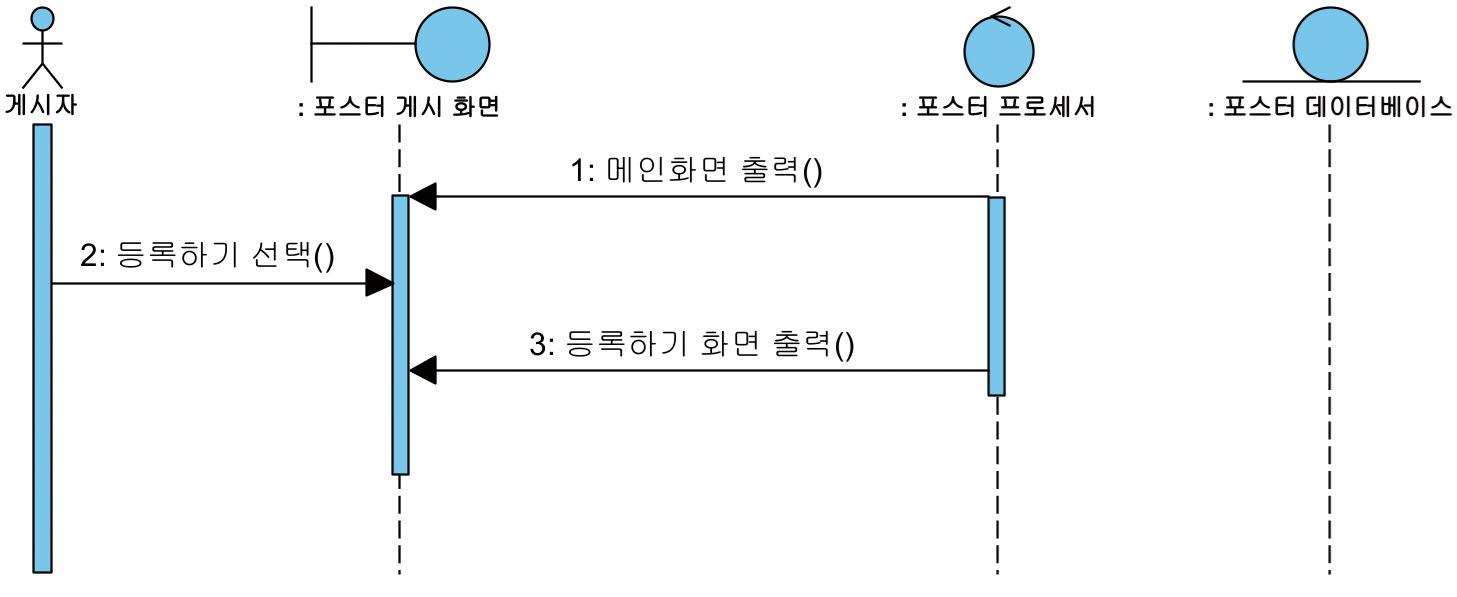 게시자
: 포스터 게시 화면
: 포스터 프로세서
: 포스터 데이터베이스
1: 메인화면 출력()
2: 등록하기 선택()
3: 등록하기 화면 출력()